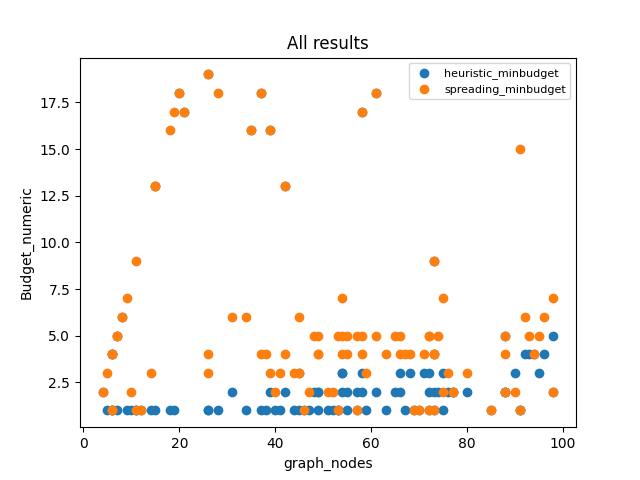 All results
heuristic_minbudget
spreading_minbudget
17.5
15.0
12.5
10.0
7.5
5.0
2.5
Budget_numeric
0 20 40 60 80 100
graph_nodes